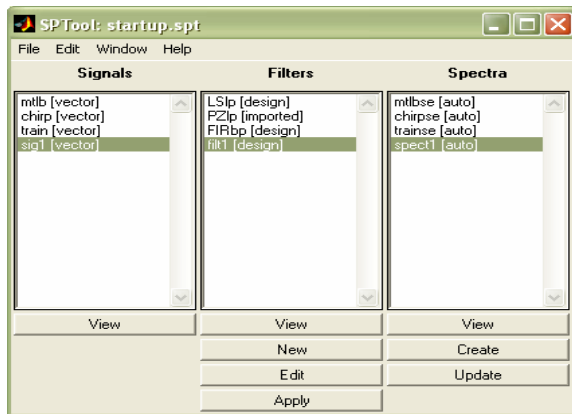 SPTool: startup.spt
File Edit Window Help
Signals
mtlb [vector]
chirp [vector]
train [vector]
sig1 [vector]
View
Filters
LSlp [design]
PZlp [imported]
FIRbp [design]
filt1 [design]
View
New
Edit
Apply
Spectra
mtlbse [auto]
chirpse [auto]
trainse [auto]
spect1 [auto]
View
Create
Update